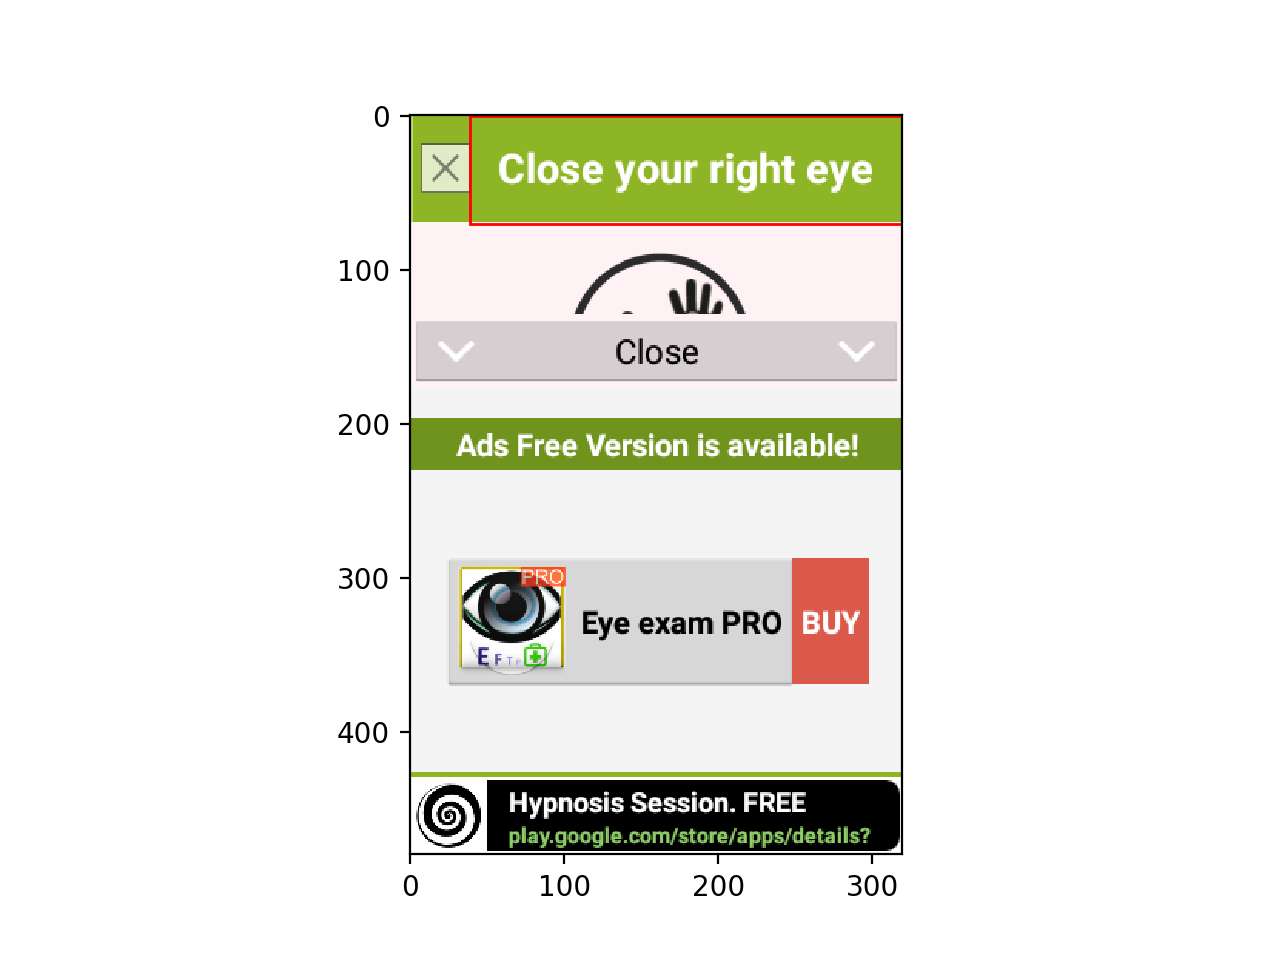 0
Close your right eye
100
Close
200
Ads Free Version is available!
300
PRO
Eye exam PRO
BUY
E F T
400
Hypnosis Session. FREE
play.google.com/store/apps/details?
0 100 200 300